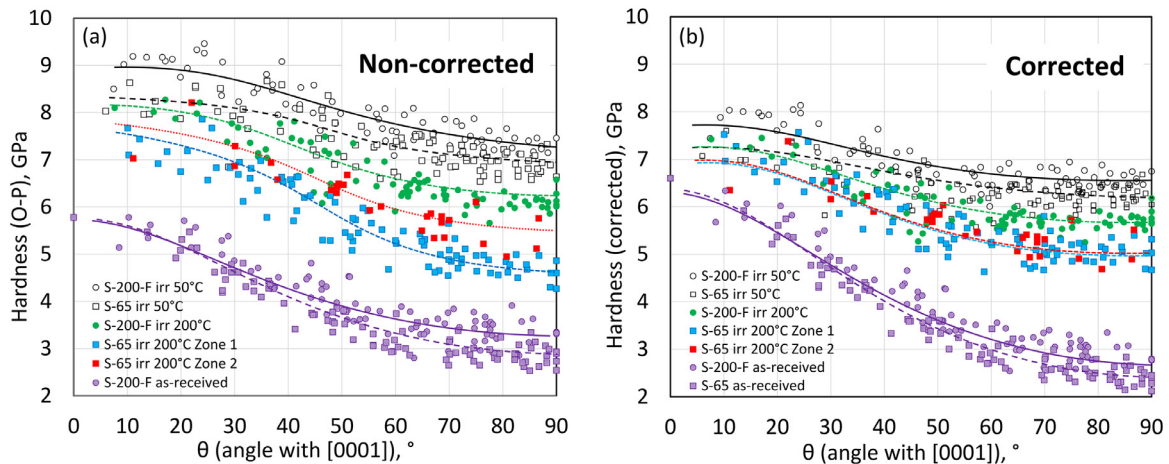 (a)
Non-corrected
Hardness (O-P), GPa
10
9
8
7
6
5
4
3
2
S-200-F irr 50°C
S-65 irr 50°C
S-200-F irr 200°C
S-65 irr 200°C Zone 1
S-65 irr 200°C Zone 2
S-200-F as-received
S-65 as-received
0 10 20 30 40 50 60 70 80 90
θ (angle with [0001]), °
(b)
Corrected
Hardness (corrected), GPa
10
9
8
7
6
5
4
3
2
S-200-F irr 50°C
S-65 irr 50°C
S-200-F irr 200°C
S-65 irr 200°C Zone 1
S-65 irr 200°C Zone 2
S-200-F as-received
S-65 as-received
0 10 20 30 40 50 60 70 80 90
θ (angle with [0001]), °